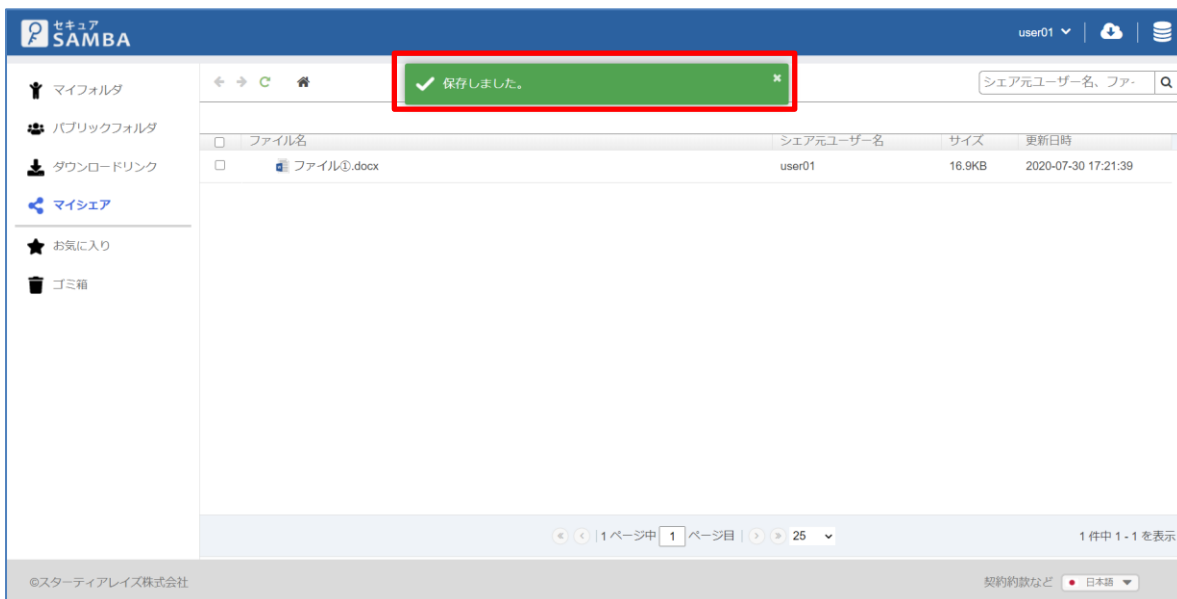 セキュア
SAMBA
user01
マイフォルダ
パブリックフォルダ
ダウンロードリンク
マイシェア
お気に入り
ゴミ箱
保存しました。
シェア元ユーザー名、ファ-
ファイル名 シェア元ユーザー名 サイズ 更新日時
ファイル①.docx user01 16.9KB 2020-07-30 17:21:39
1 ページ中 1 ページ目 25
1 件中 1 - 1 を表示
©スターティアレイズ株式会社
契約約款など 日本語